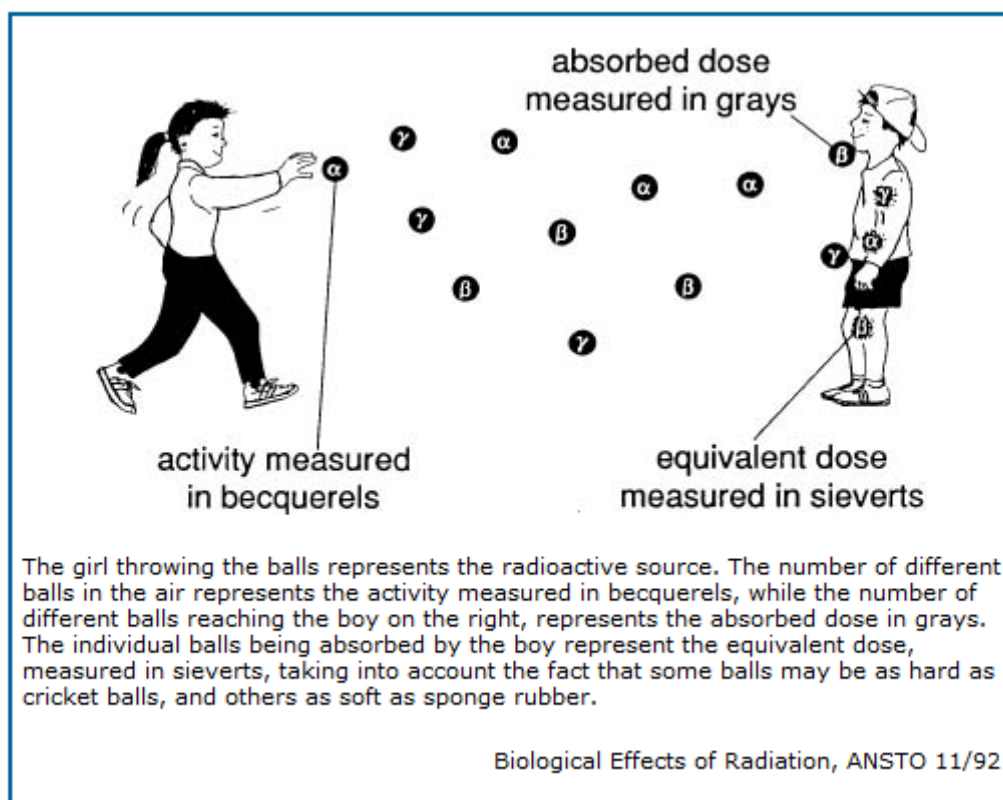 absorbed dose
measured in grays
γ
α
α
β
α
α
γ
γ
β
α
γ
β
β
γ
β
activity measured
in becquerels
equivalent dose
measured in sieverts
The girl throwing the balls represents the radioactive source. The number of different
balls in the air represents the activity measured in becquerels, while the number of
different balls reaching the boy on the right, represents the absorbed dose in grays.
The individual balls being absorbed by the boy represent the equivalent dose,
measured in sieverts, taking into account the fact that some balls may be as hard as
cricket balls, and others as soft as sponge rubber.
Biological Effects of Radiation, ANSTO 11/92